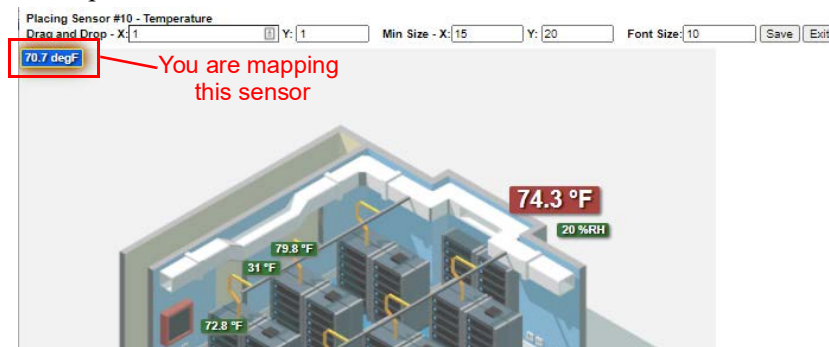 Placing Sensor #10 - Temperature
Drag and Drop - X: 1 Y: 1 Min Size - X: 15 Y: 20 Font Size: 10 Save Exit
70.7 degF
You are mapping
this sensor
74.3 °F
20 %RH
79.8 °F
31 °F
72.8 °F